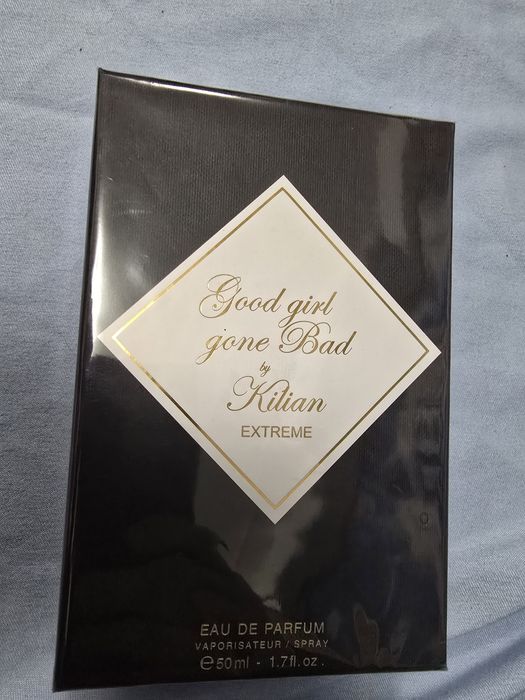 Good girl
gone Bad
by
Kilian
EXTREME
EAU DE PARFUM
VAPORISATEUR / SPRAY
℮50ml - 1.7fl.oz.